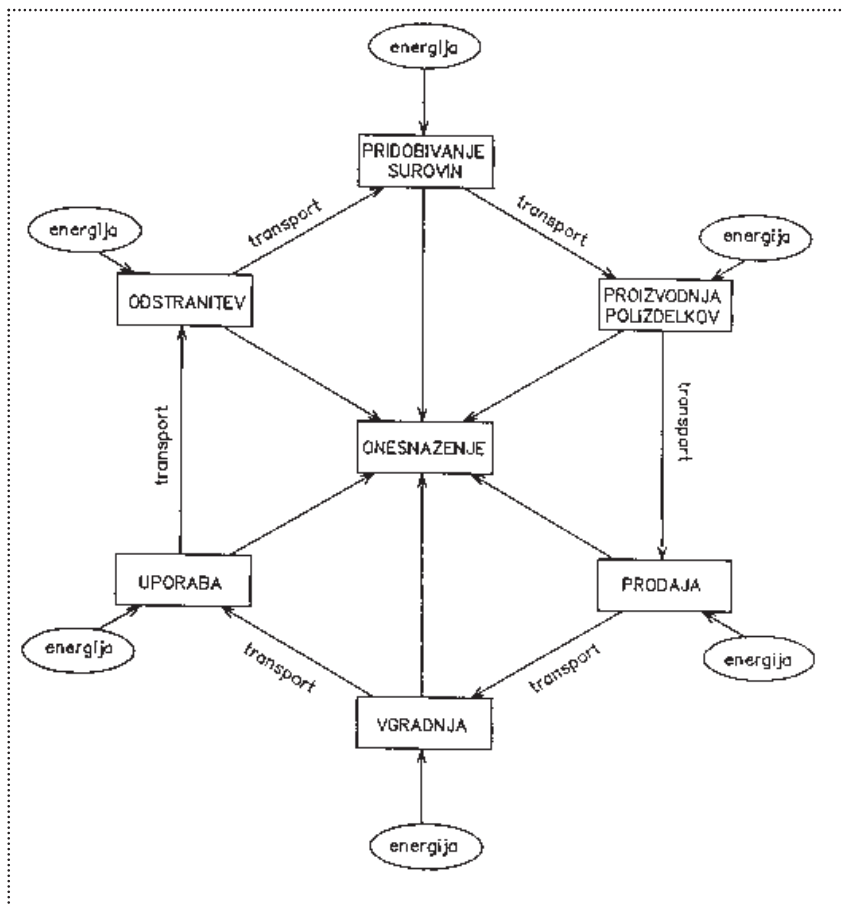 energija
PRIDOBIVANJE
SUROVIN
transport
transport
energija
energija
ODSTRANITEV
PROIZVODNJA
POLIZDELKOV
transport
transport
ONESNAŽENJE
UPORABA
PRODAJA
energija
energija
transport
transport
VGRADNJA
energija